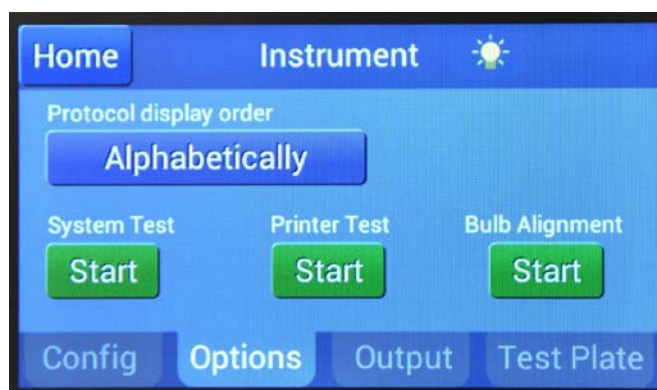 Home Instrument
Protocol display order
Alphabetically
System Test Printer Test Bulb Alignment
Start Start Start
Config Options Output Test Plate